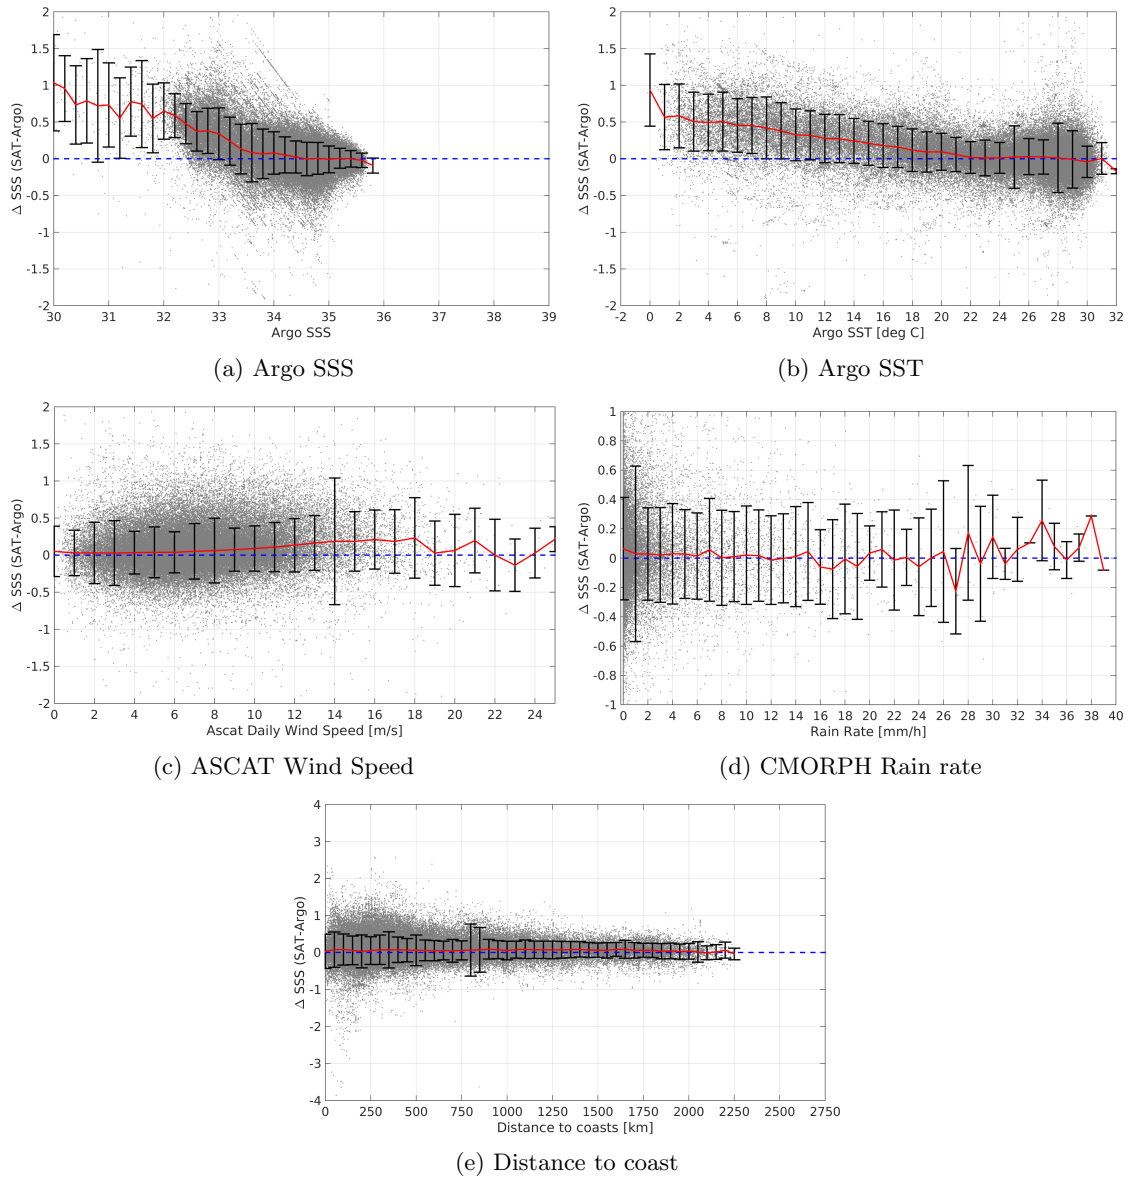 2
1.5
1
0.5
0
-0.5
-1
-1.5
-2
Δ SSS (SAT-Argo)
30 31 32 33 34 35 36 37 38 39
Argo SSS
(a) Argo SSS
2
1.5
1
0.5
0
-0.5
-1
-1.5
-2
Δ SSS (SAT-Argo)
-2 0 2 4 6 8 10 12 14 16 18 20 22 24 26 28 30 32
Argo SST [deg C]
(b) Argo SST
2
1.5
1
0.5
0
-0.5
-1
-1.5
-2
Δ SSS (SAT-Argo)
0 2 4 6 8 10 12 14 16 18 20 22 24
Ascat Daily Wind Speed [m/s]
(c) ASCAT Wind Speed
1
0.8
0.6
0.4
0.2
0
-0.2
-0.4
-0.6
-0.8
-1
Δ SSS (SAT-Argo)
0 2 4 6 8 10 12 14 16 18 20 22 24 26 28 30 32 34 36 38 40
Rain Rate [mm/h]
(d) CMORPH Rain rate
4
3
2
1
0
-1
-2
-3
-4
Δ SSS (SAT-Argo)
0 250 500 750 1000 1250 1500 1750 2000 2250 2500 2750
Distance to coasts [km]
(e) Distance to coast